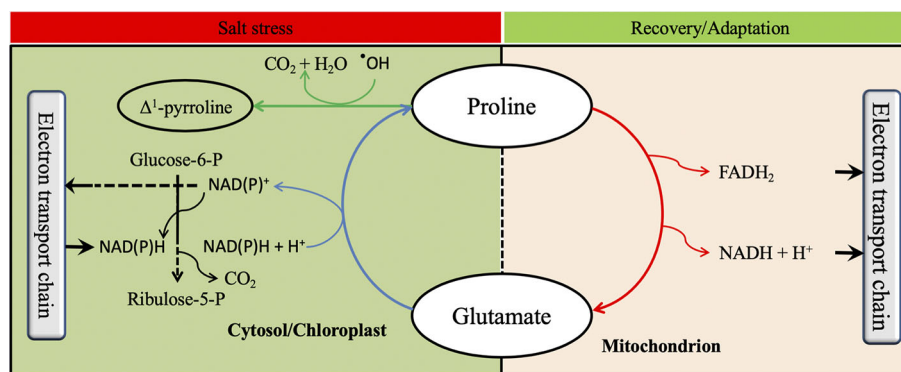 Salt stress
Recovery/Adaptation
CO₂ + H₂O
•OH
Δ¹-pyrroline
Proline
Electron transport chain
Glucose-6-P
NAD(P)⁺
NAD(P)H
NAD(P)H + H⁺
CO₂
Ribulose-5-P
FADH₂
NADH + H⁺
Electron transport chain
Glutamate
Cytosol/Chloroplast
Mitochondrion